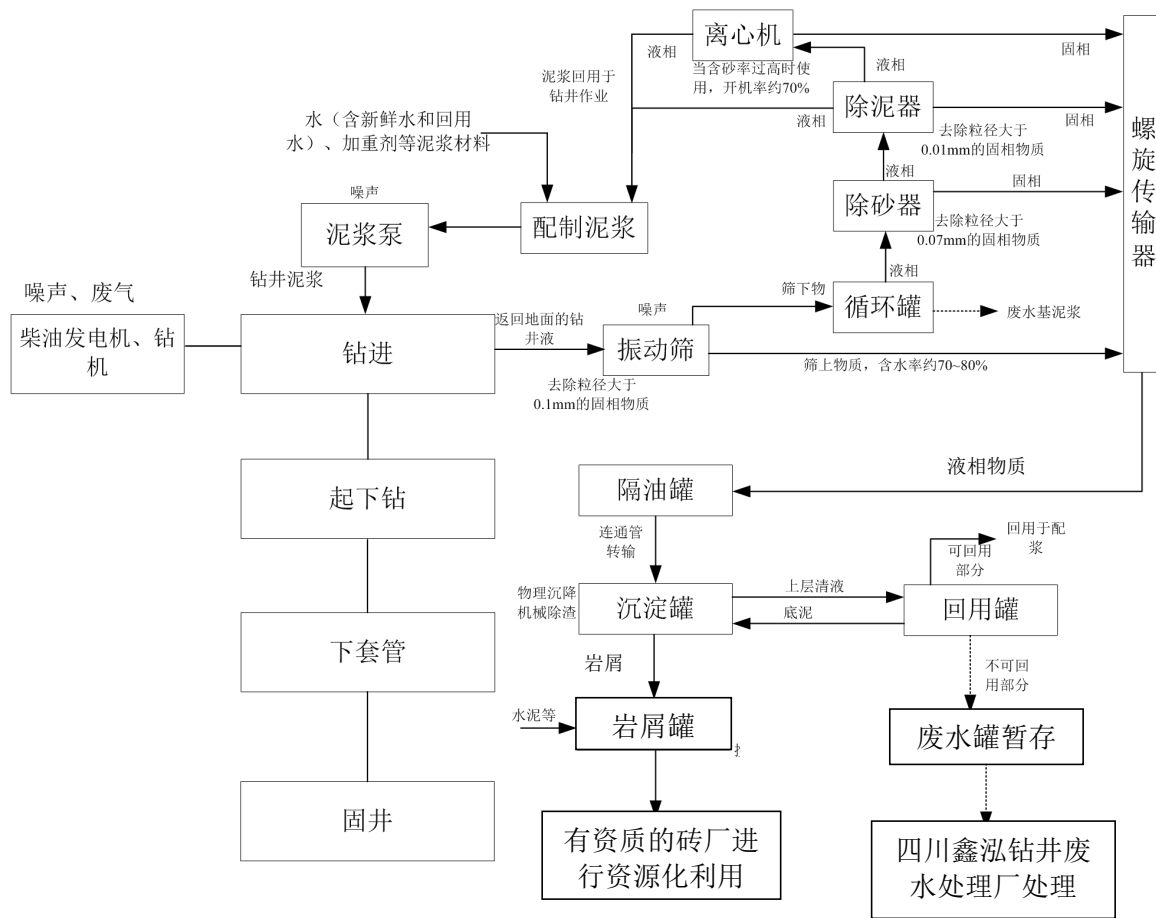 离心机
液相
固相
当含砂率过高时使
用，开机率约70%
液相
泥浆回用于
钻井作业
除泥器
液相
固相
去除粒径大于
0.01mm的固相物质
水（含新鲜水和回用
水）、加重剂等泥浆材料
液相
螺旋传输器
噪声
泥浆泵
配制泥浆
除砂器
固相
去除粒径大于
0.07mm的固相物质
钻井泥浆
液相
噪声、废气
柴油发电机、钻
机
钻进
返回地面的钻
井液
噪声
振动筛
筛下物
循环罐
废水基泥浆
筛上物质，含水率约70~80%
去除粒径大于
0.1mm的固相物质
起下钻
液相物质
隔油罐
连通管
转输
回用于配
浆
可回用
部分
物理沉降
机械除渣
沉淀罐
上层清液
底泥
回用罐
下套管
岩屑
不可回
用部分
水泥等
岩屑罐
废水罐暂存
固井
有资质的砖厂进
行资源化利用
四川鑫泓钻井废
水处理厂处理